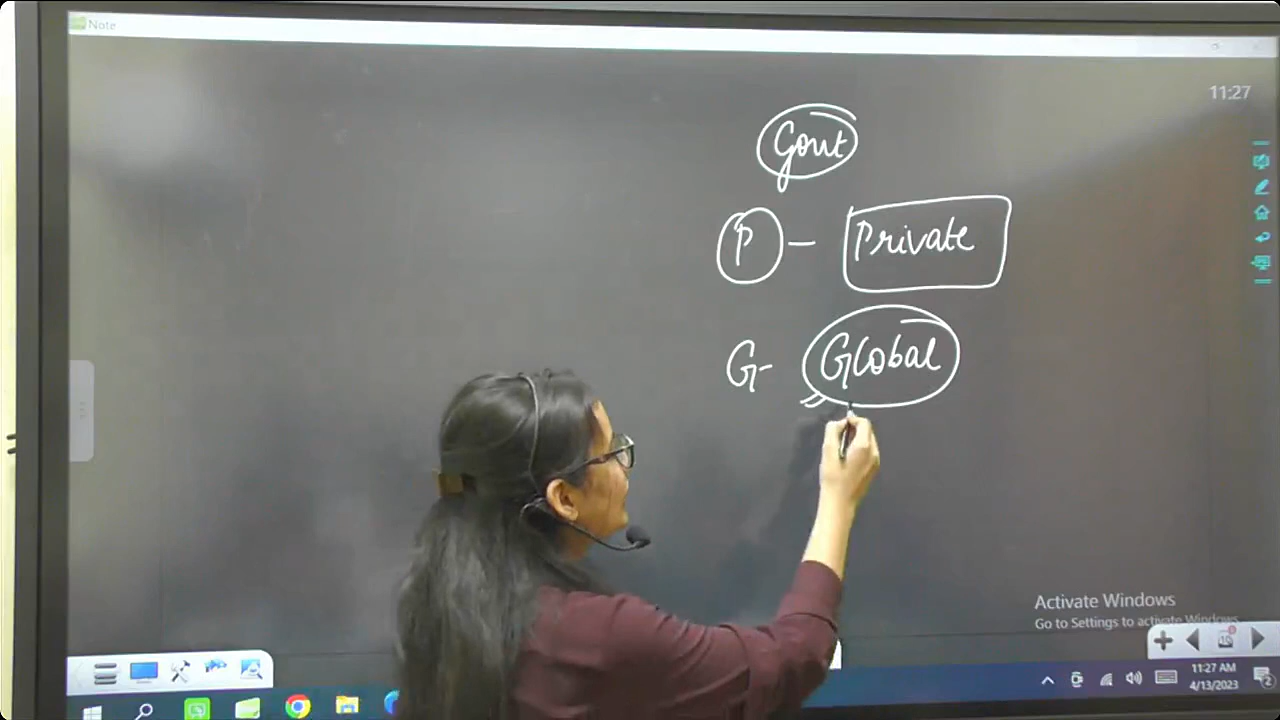 Note
11:27
Govt
P - Private
G- Global
Activate Windows
Go to Settings to activate Windows.
11:27 AM
4/13/2023